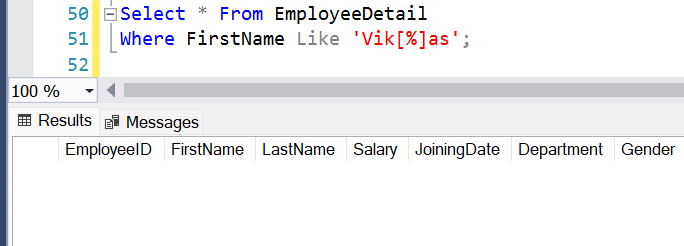 50 Select * From EmployeeDetail
51 Where FirstName Like 'Vik[%]as';
52
100 %
Results Messages
EmployeeID FirstName LastName Salary JoiningDate Department Gender